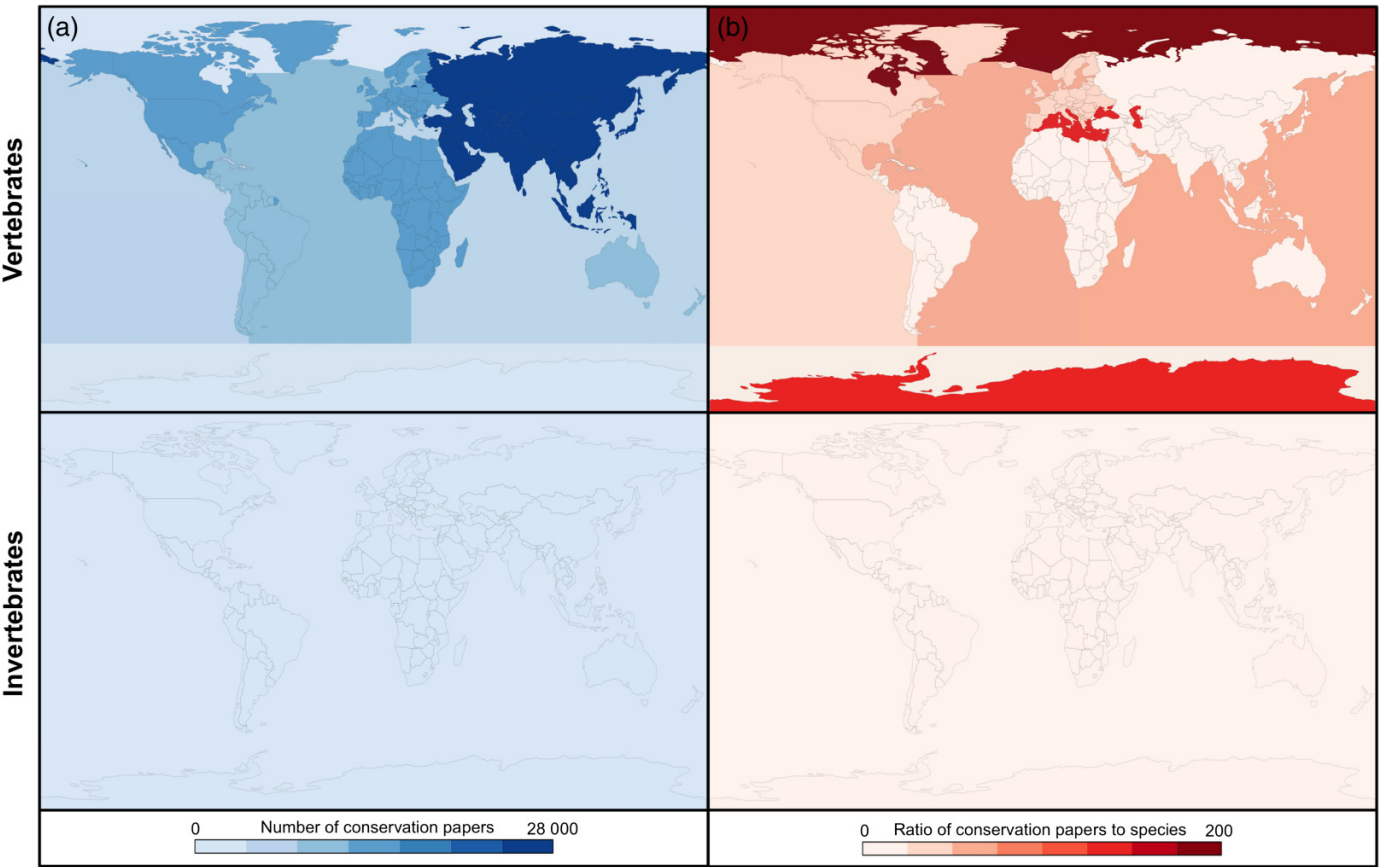 (a)
(b)
Vertebrates
Invertebrates
0 Number of conservation papers 28 000
0 Ratio of conservation papers to species 200